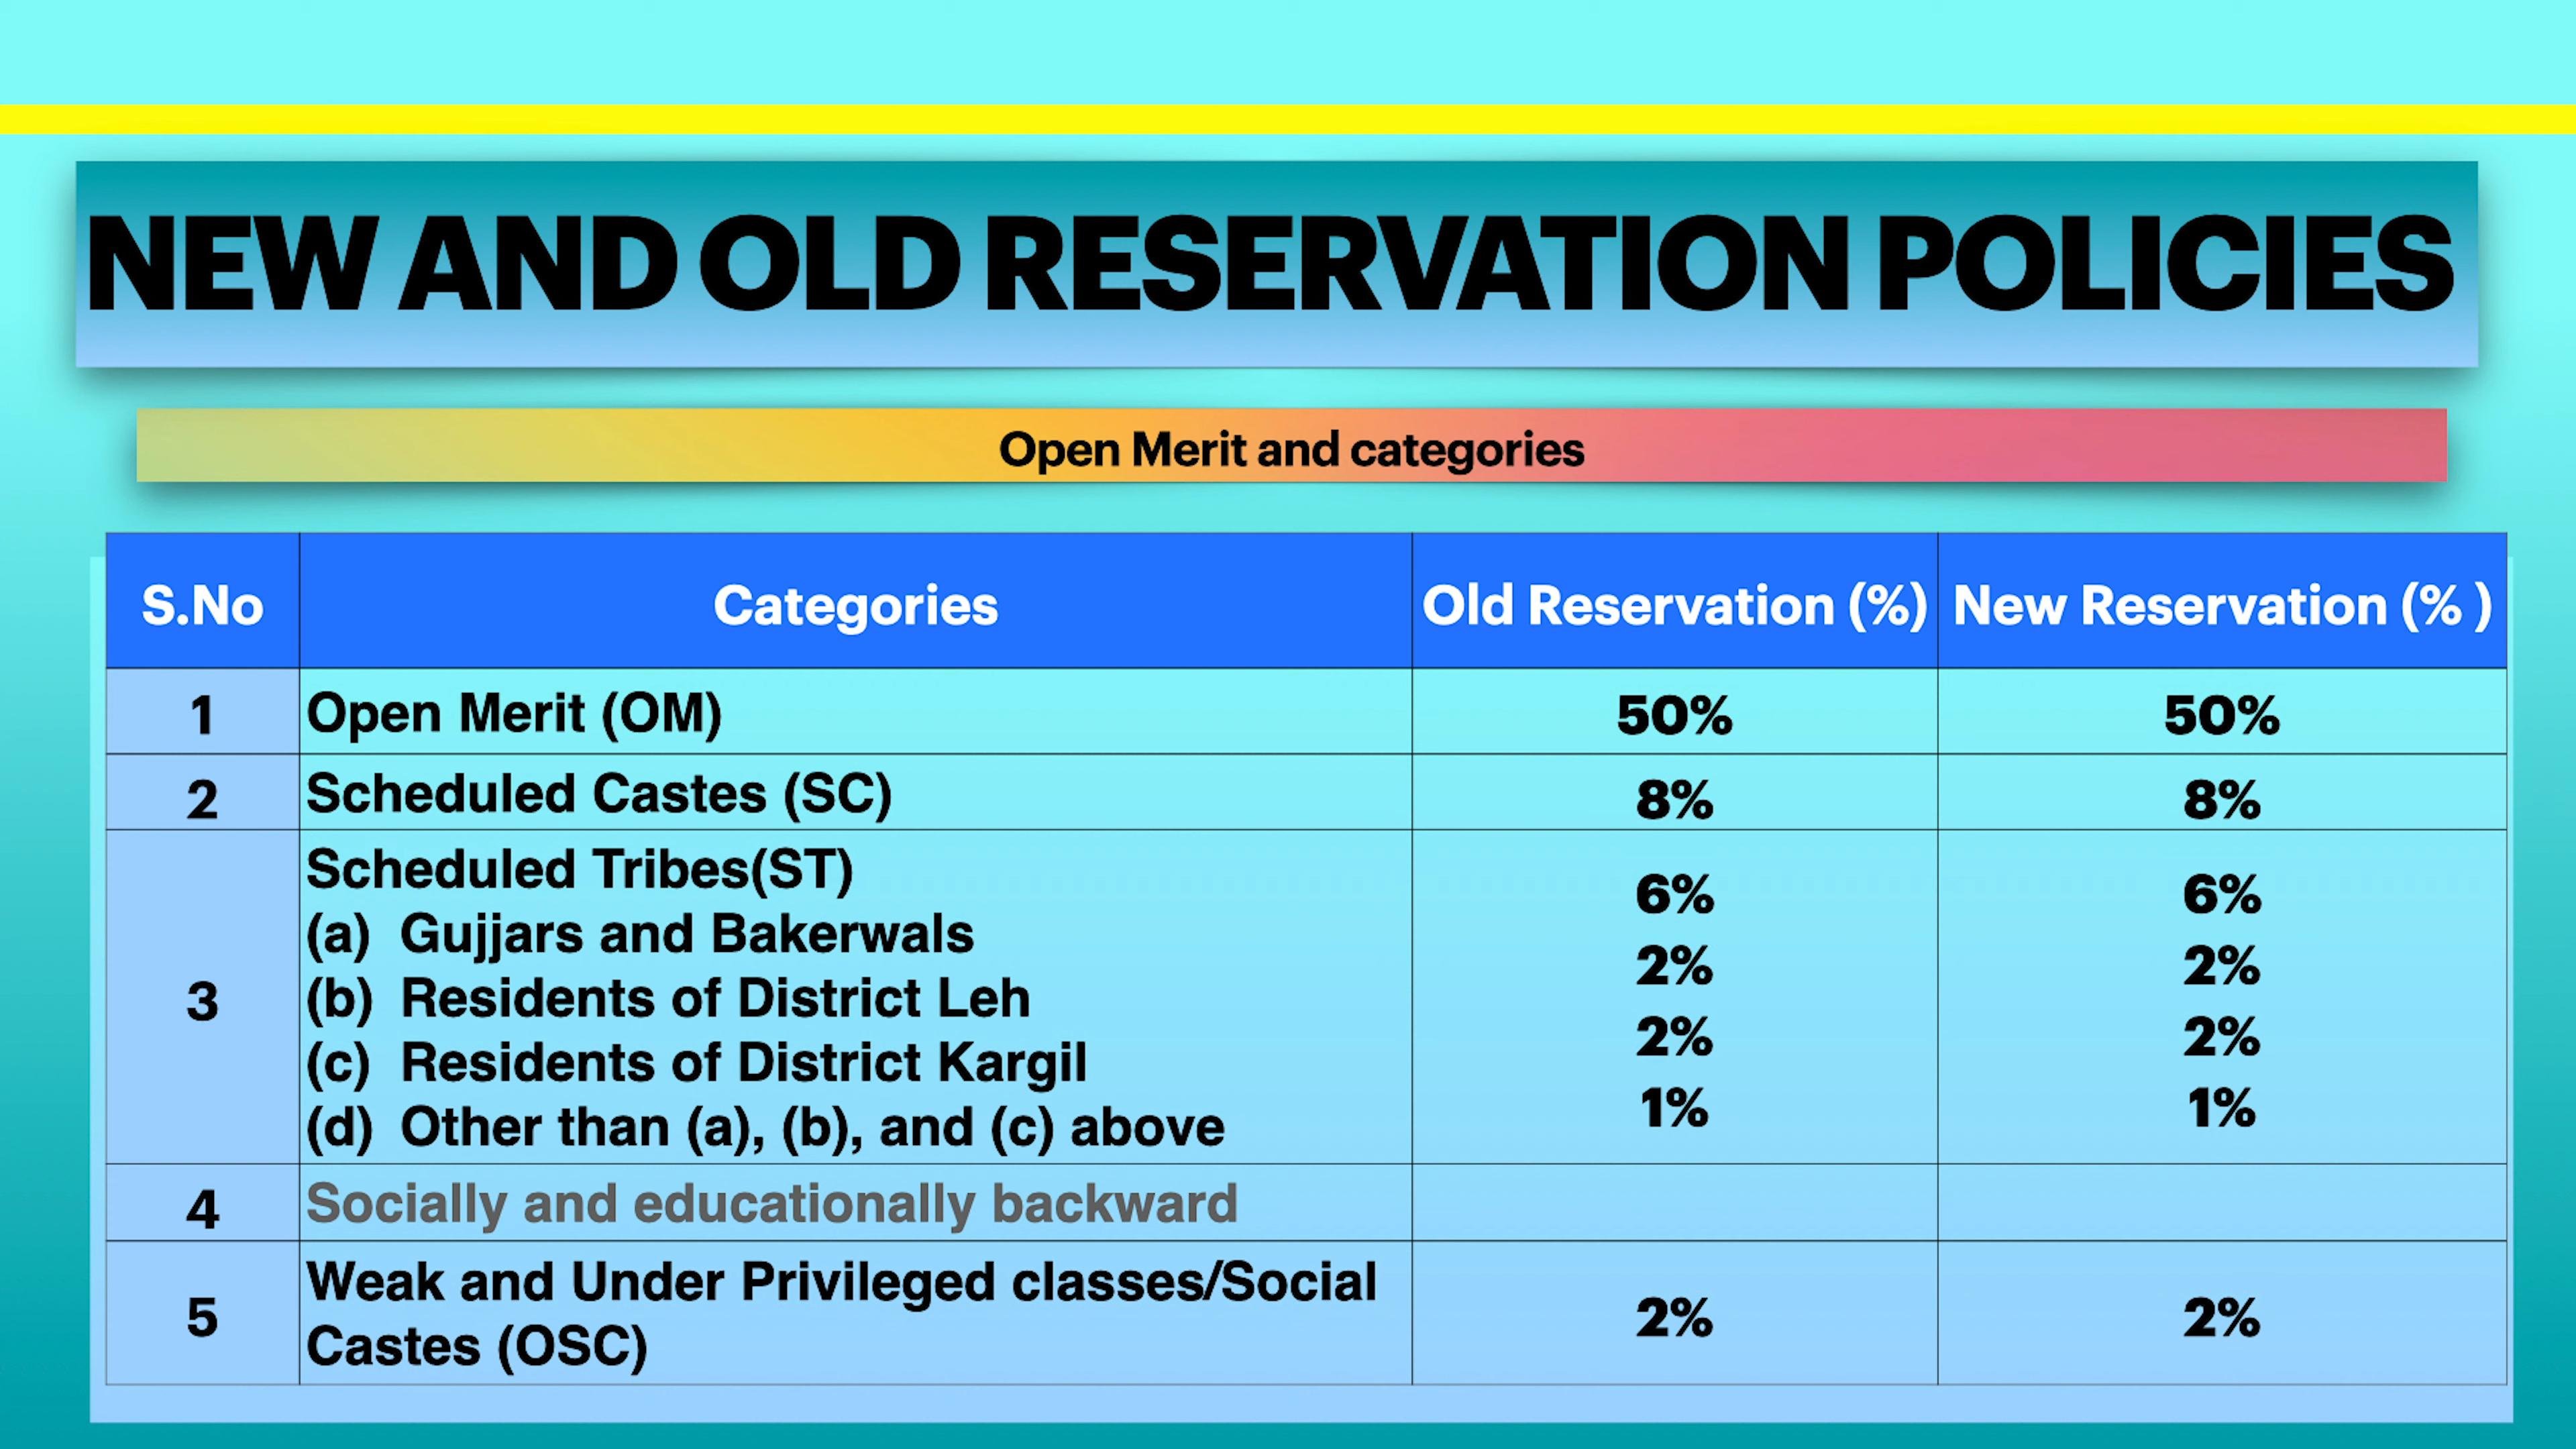 NEW AND OLD RESERVATION POLICIES
Open Merit and categories
S.No Categories Old Reservation (%) New Reservation (% )
1 Open Merit (OM) 50% 50%
2 Scheduled Castes (SC) 8% 8%
3
Scheduled Tribes(ST)
(a) Gujjars and Bakerwals
(b) Residents of District Leh
(c) Residents of District Kargil
(d) Other than (a), (b), and (c) above
6%
2%
2%
1%
6%
2%
2%
1%
4 Socially and educationally backward
5
Weak and Under Privileged classes/Social
Castes (OSC)
2%
2%